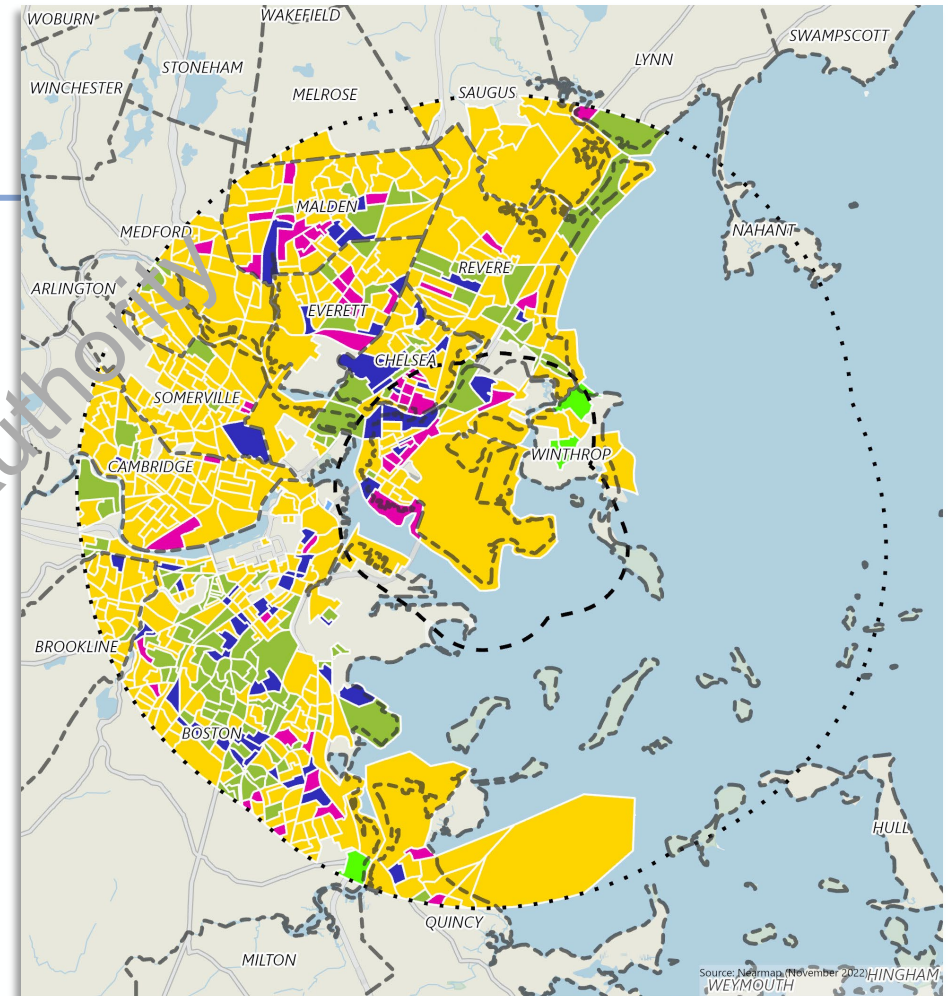 WOBURN
WAKEFIELD
SWAMPSCOTT
LYNN
STONEHAM
WINCHESTER
MELROSE
SAUGUS
MALDEN
MEDFORD
NAHANT
REVERE
ARLINGTON
EVERETT
CHELSEA
SOMERVILLE
WINTHROP
CAMBRIDGE
uthority
BROOKLINE
BOSTON
HULL
QUINCY
MILTON
Source: Nearmap (November 2022)
HINGHAM
WEYMOUTH